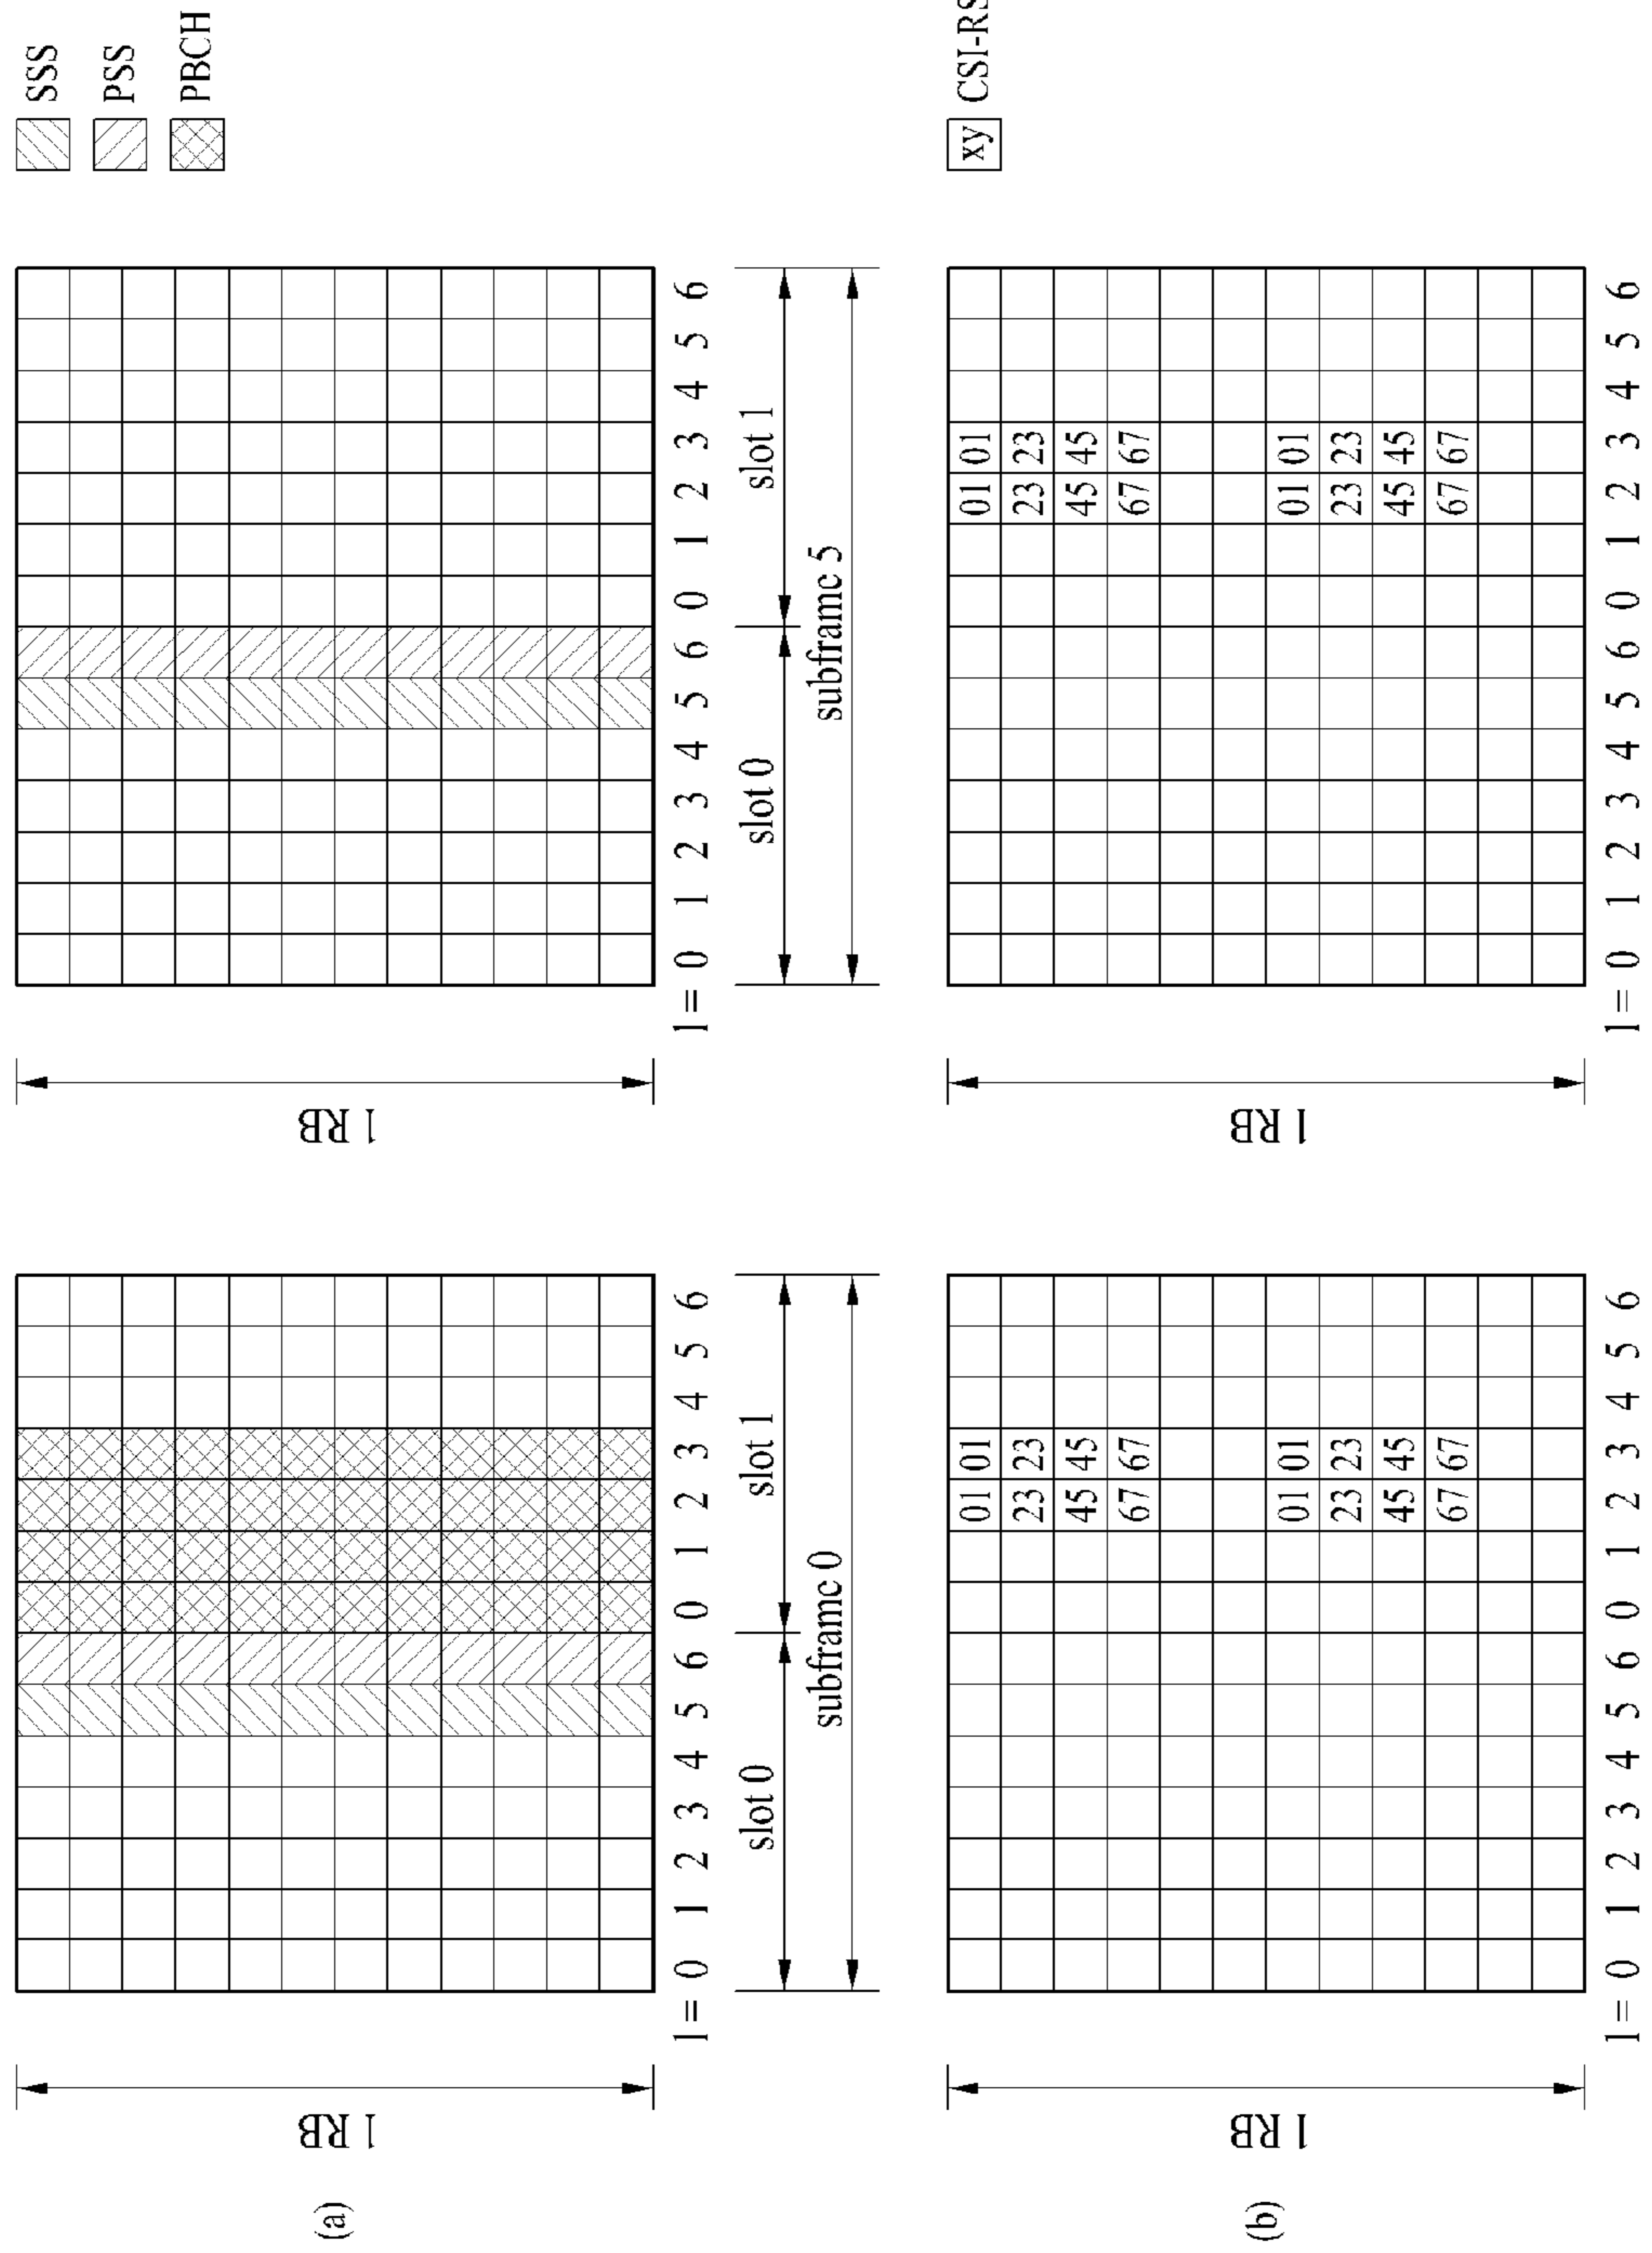 (a)
1 RB
l = 0 1 2 3 4 5 6 0 1 2 3 4 5 6
slot 0
slot 1
subframe 0
1 RB
l = 0 1 2 3 4 5 6 0 1 2 3 4 5 6
slot 0
slot 1
subframe 5
SSS
PSS
PBCH
(b)
1 RB
01 01
23 23
45 45
67 67
01 01
23 23
45 45
67 67
l = 0 1 2 3 4 5 6 0 1 2 3 4 5 6
1 RB
01 01
23 23
45 45
67 67
01 01
23 23
45 45
67 67
l = 0 1 2 3 4 5 6 0 1 2 3 4 5 6
xy CSI-RS